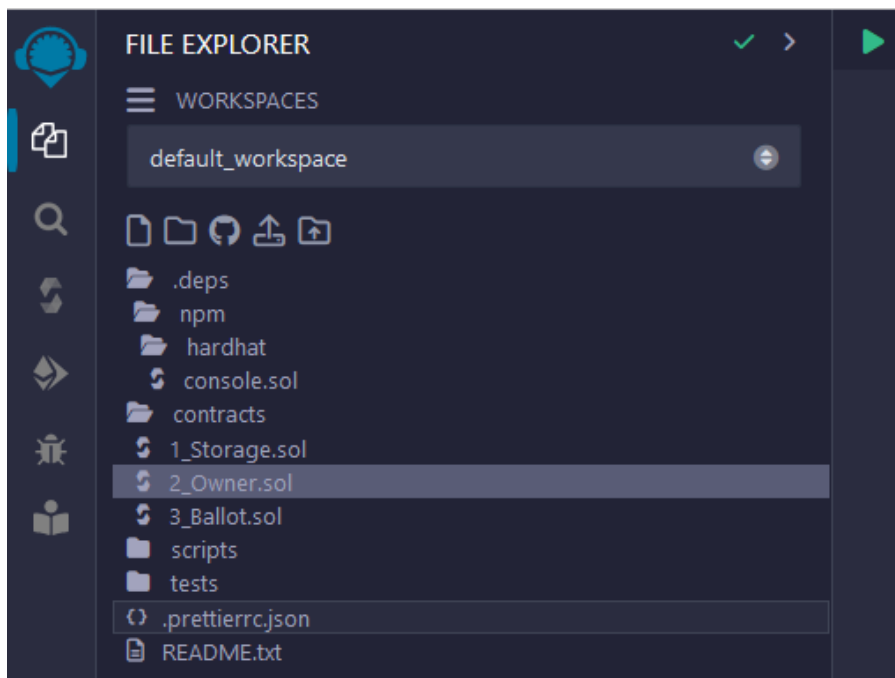 FILE EXPLORER
WORKSPACES
default_workspace
.deps
npm
hardhat
console.sol
contracts
1_Storage.sol
2_Owner.sol
3_Ballot.sol
scripts
tests
.prettierrc.json
README.txt